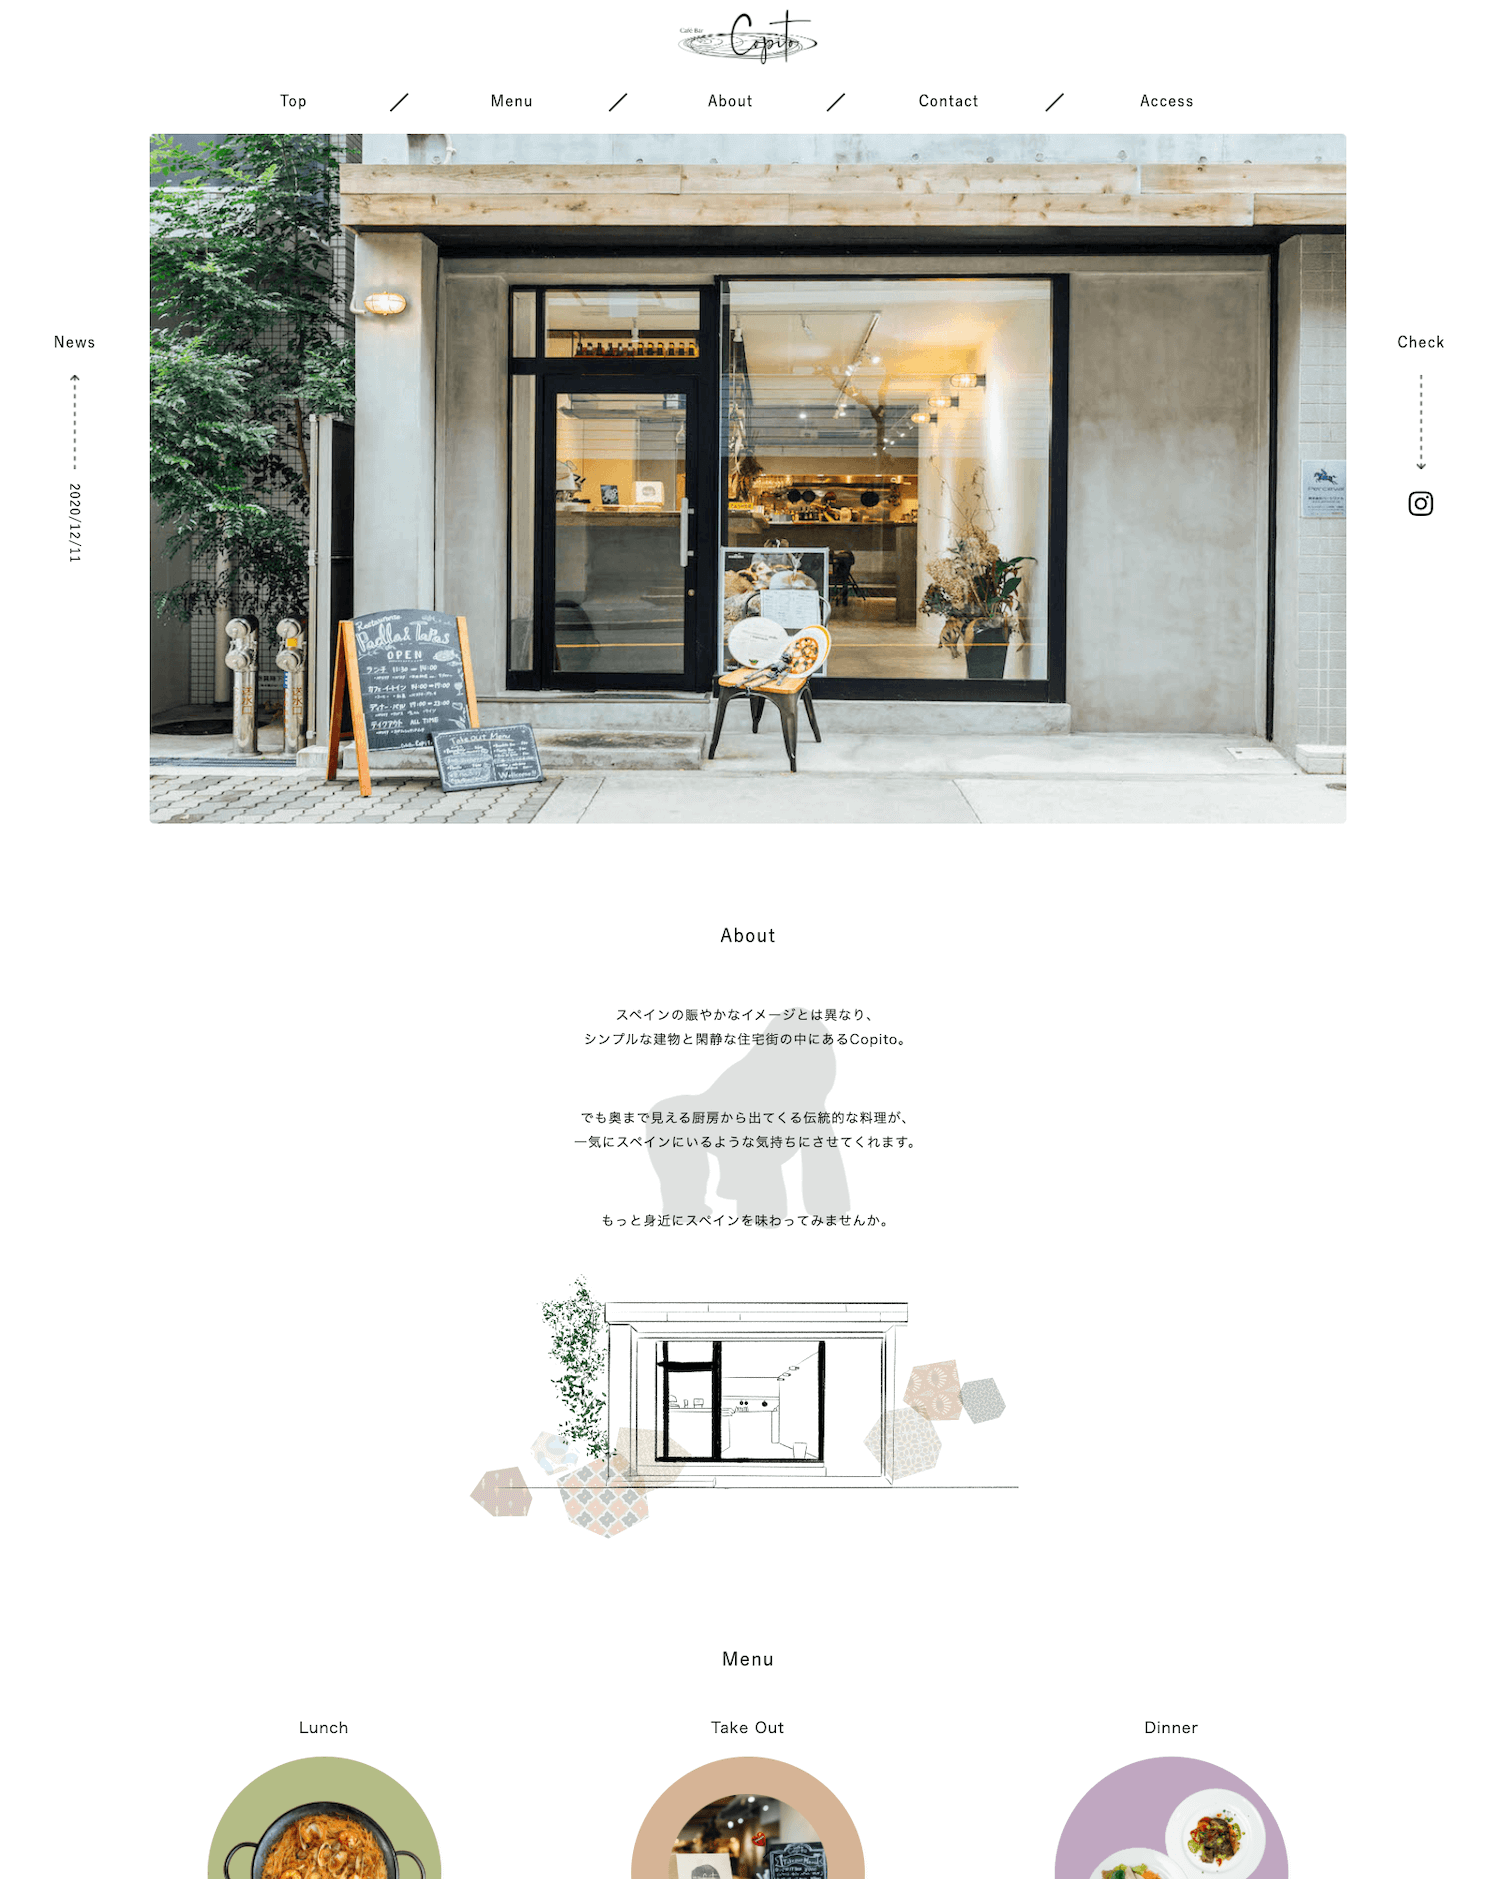 Café Bar
Copito
Top
Menu
About
Contact
Access
News
2020/12/11
Check
Restaurante
Paella & Tapas
OPEN
ランチ 11:30 〜 14:00
カフェ・イートイン 14:00〜17:00
ディナー・バル 17:00〜23:00
テイクアウト ALL TIME
Take OUT Menu
Welcome
送水口
送水口
About
スペインの賑やかなイメージとは異なり、
シンプルな建物と閑静な住宅街の中にあるCopito。
でも奥まで見える厨房から出てくる伝統的な料理が、
一気にスペインにいるような気持ちにさせてくれます。
もっと身近にスペインを味わってみませんか。
Menu
Lunch
Take Out
Dinner